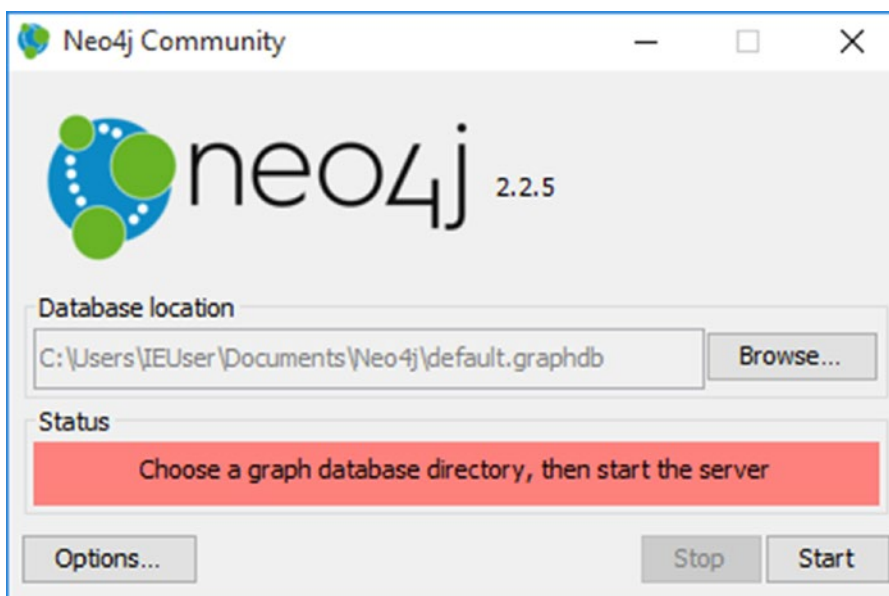 Neo4j Community
neo4j 2.2.5
Database location
C:\Users\IEUser\Documents\Neo4j\default.graphdb
Browse...
Status
Choose a graph database directory, then start the server
Options...
Stop
Start